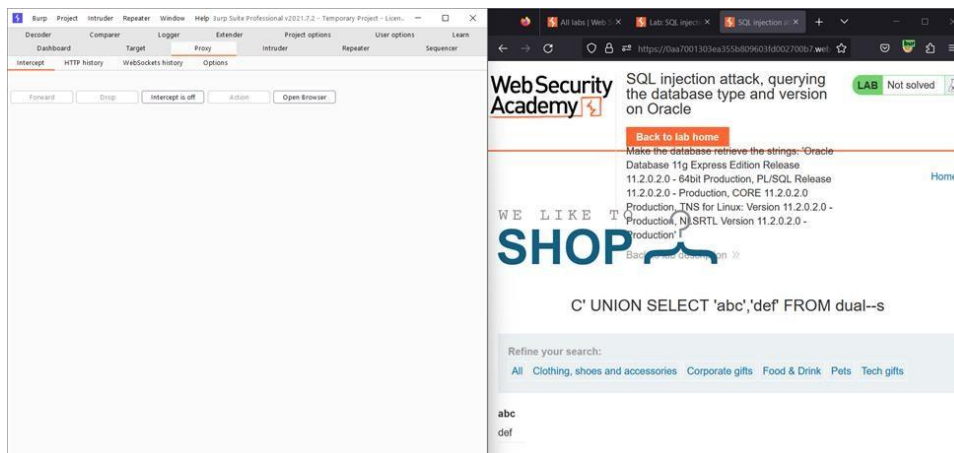 Burp Project Intruder Repeater Window Help Burp Suite Professional v2021.7.2 - Temporary Project - Licen...
Decoder Comparer Logger Extender Project options User options Learn
Dashboard Target Proxy Intruder Repeater Sequencer
Intercept HTTP history WebSockets history Options
Forward Drop Intercept is off Action Open Browser
All labs | Web S
Lab: SQL injecti
SQL injection a
https://0aa7001303ea355b809603fd002700b7.web
WebSecurity
Academy
SQL injection attack, querying
the database type and version
on Oracle
LAB Not solved
Back to lab home
Make the database retrieve the strings: 'Oracle
Database 11g Express Edition Release
11.2.0.2.0 - 64bit Production, PL/SQL Release
11.2.0.2.0 - Production, CORE 11.2.0.2.0
Production, TNS for Linux: Version 11.2.0.2.0 -
Production, NLSRTL Version 11.2.0.2.0 -
Production'
Back to lab description
Home
WE LIKE TO
SHOP
C' UNION SELECT 'abc','def' FROM dual--s
Refine your search:
All Clothing, shoes and accessories Corporate gifts Food & Drink Pets Tech gifts
abc
def